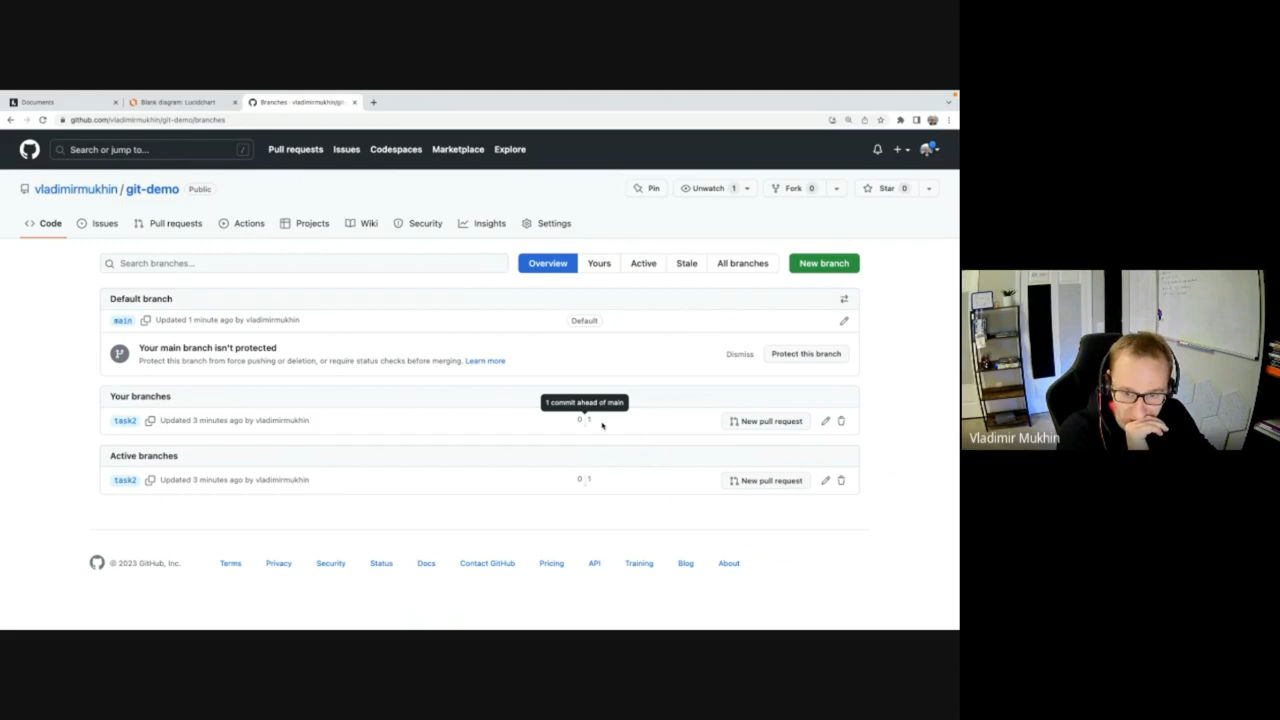 Documents
Blank diagram: Lucidchart
Branches · vladimirmukhin/git-
github.com/vladimirmukhin/git-demo/branches
Search or jump to... /
Pull requests Issues Codespaces Marketplace Explore
vladimirmukhin / git-demo Public
Pin Unwatch 1 Fork 0 Star 0
Code Issues Pull requests Actions Projects Wiki Security Insights Settings
Search branches... Overview Yours Active Stale All branches New branch
Default branch
main Updated 1 minute ago by vladimirmukhin Default
Your main branch isn't protected
Protect this branch from force pushing or deletion, or require status checks before merging. Learn more
Dismiss Protect this branch
Your branches
1 commit ahead of main
task2 Updated 3 minutes ago by vladimirmukhin 0 1 New pull request
Active branches
task2 Updated 3 minutes ago by vladimirmukhin 0 1 New pull request
© 2023 GitHub, Inc. Terms Privacy Security Status Docs Contact GitHub Pricing API Training Blog About
Vladimir Mukhin